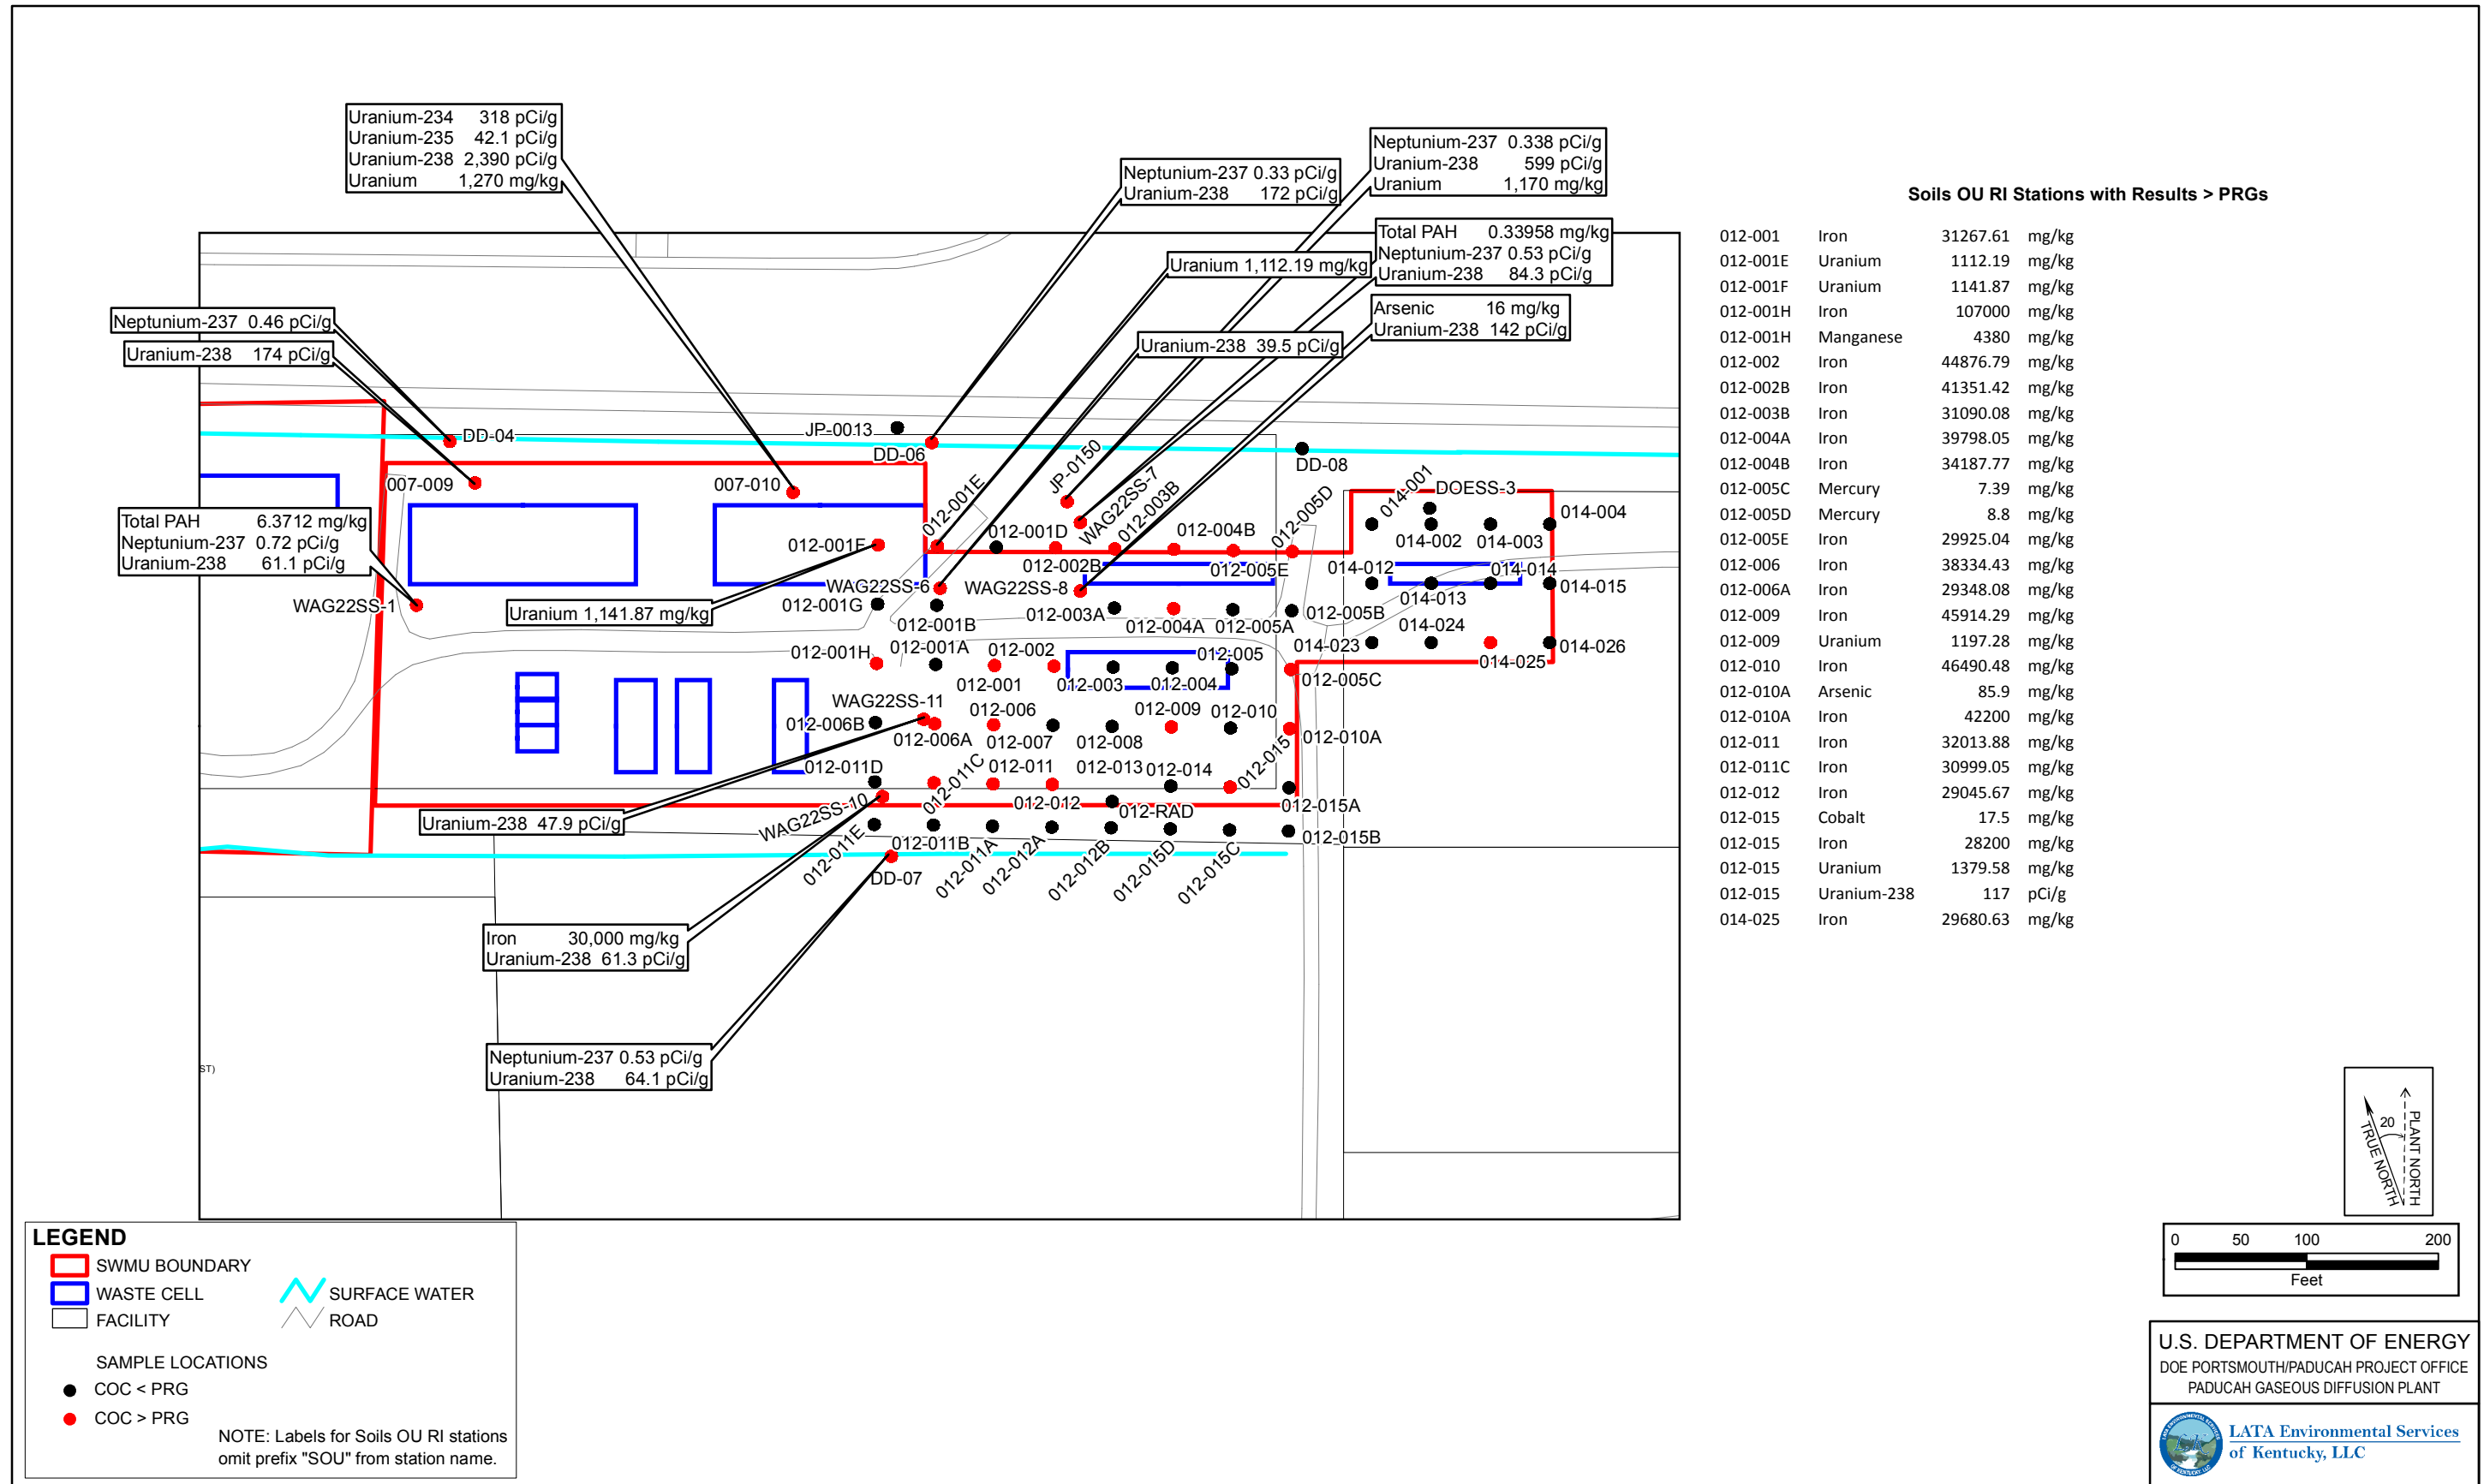 Uranium-234 318 pCi/g
Uranium-235 42.1 pCi/g
Uranium-238 2,390 pCi/g
Uranium 1,270 mg/kg
Neptunium-237 0.33 pCi/g
Uranium-238 172 pCi/g
Neptunium-237 0.338 pCi/g
Uranium-238 599 pCi/g
Uranium 1,170 mg/kg
Total PAH 0.33958 mg/kg
Neptunium-237 0.53 pCi/g
Uranium-238 84.3 pCi/g
Uranium 1,112.19 mg/kg
Arsenic 16 mg/kg
Uranium-238 142 pCi/g
Uranium-238 39.5 pCi/g
Neptunium-237 0.46 pCi/g
Uranium-238 174 pCi/g
Total PAH 6.3712 mg/kg
Neptunium-237 0.72 pCi/g
Uranium-238 61.1 pCi/g
Uranium 1,141.87 mg/kg
Uranium-238 47.9 pCi/g
Iron 30,000 mg/kg
Uranium-238 61.3 pCi/g
Neptunium-237 0.53 pCi/g
Uranium-238 64.1 pCi/g
DD-04
JP-0013
DD-06
DD-08
007-009
007-010
012-001E
JP-0150
WAG22SS-7
012-003B
012-001D
012-004B
012-005D
014-001
DOESS-3
014-004
014-002
014-003
012-001F
012-002B
012-005E
014-012
014-014
WAG22SS-1
WAG22SS-6
WAG22SS-8
014-013
014-015
012-001G
012-001B
012-003A
012-004A
012-005A
012-005B
014-024
014-023
014-025
014-026
012-001H
012-001A
012-002
012-005
012-001
012-003
012-004
012-005C
WAG22SS-11
012-006
012-009
012-010
012-006B
012-006A
012-007
012-008
012-010A
012-011D
012-011C
012-011
012-013
012-014
012-015
WAG22SS-10
012-012
012-RAD
012-015A
012-011E
012-011B
012-015B
DD-07
012-011A
012-012A
012-012B
012-015D
012-015C
ST)
Soils OU RI Stations with Results > PRGs
012-001 Iron 31267.61 mg/kg
012-001E Uranium 1112.19 mg/kg
012-001F Uranium 1141.87 mg/kg
012-001H Iron 107000 mg/kg
012-001H Manganese 4380 mg/kg
012-002 Iron 44876.79 mg/kg
012-002B Iron 41351.42 mg/kg
012-003B Iron 31090.08 mg/kg
012-004A Iron 39798.05 mg/kg
012-004B Iron 34187.77 mg/kg
012-005C Mercury 7.39 mg/kg
012-005D Mercury 8.8 mg/kg
012-005E Iron 29925.04 mg/kg
012-006 Iron 38334.43 mg/kg
012-006A Iron 29348.08 mg/kg
012-009 Iron 45914.29 mg/kg
012-009 Uranium 1197.28 mg/kg
012-010 Iron 46490.48 mg/kg
012-010A Arsenic 85.9 mg/kg
012-010A Iron 42200 mg/kg
012-011 Iron 32013.88 mg/kg
012-011C Iron 30999.05 mg/kg
012-012 Iron 29045.67 mg/kg
012-015 Cobalt 17.5 mg/kg
012-015 Iron 28200 mg/kg
012-015 Uranium 1379.58 mg/kg
012-015 Uranium-238 117 pCi/g
014-025 Iron 29680.63 mg/kg
20
PLANT NORTH
TRUE NORTH
0 50 100 200
Feet
LEGEND
SWMU BOUNDARY
WASTE CELL
SURFACE WATER
FACILITY
ROAD
SAMPLE LOCATIONS
COC < PRG
COC > PRG
NOTE: Labels for Soils OU RI stations
omit prefix "SOU" from station name.
U.S. DEPARTMENT OF ENERGY
DOE PORTSMOUTH/PADUCAH PROJECT OFFICE
PADUCAH GASEOUS DIFFUSION PLANT
LATA Environmental Services
of Kentucky, LLC